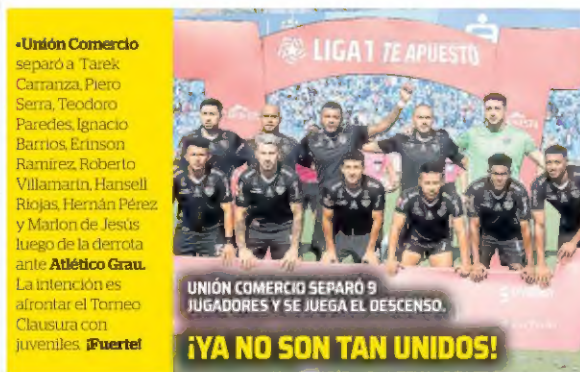 •Unión Comercio
separó a Tarek
Carranza, Piero
Serra, Teodoro
Paredes, Ignacio
Barrios, Erinson
Ramírez, Roberto
Villamarín, Hansell
Riojas, Hernán Pérez
y Marlon de Jesús
luego de la derrota
ante Atlético Grau.
La intención es
afrontar el Torneo
Clausura con
juveniles. ¡Fuerte!
LIGA1 TE APUESTO
UNIÓN COMERCIO SEPARÓ 9
JUGADORES Y SE JUEGA EL DESCENSO.
¡YA NO SON TAN UNIDOS!